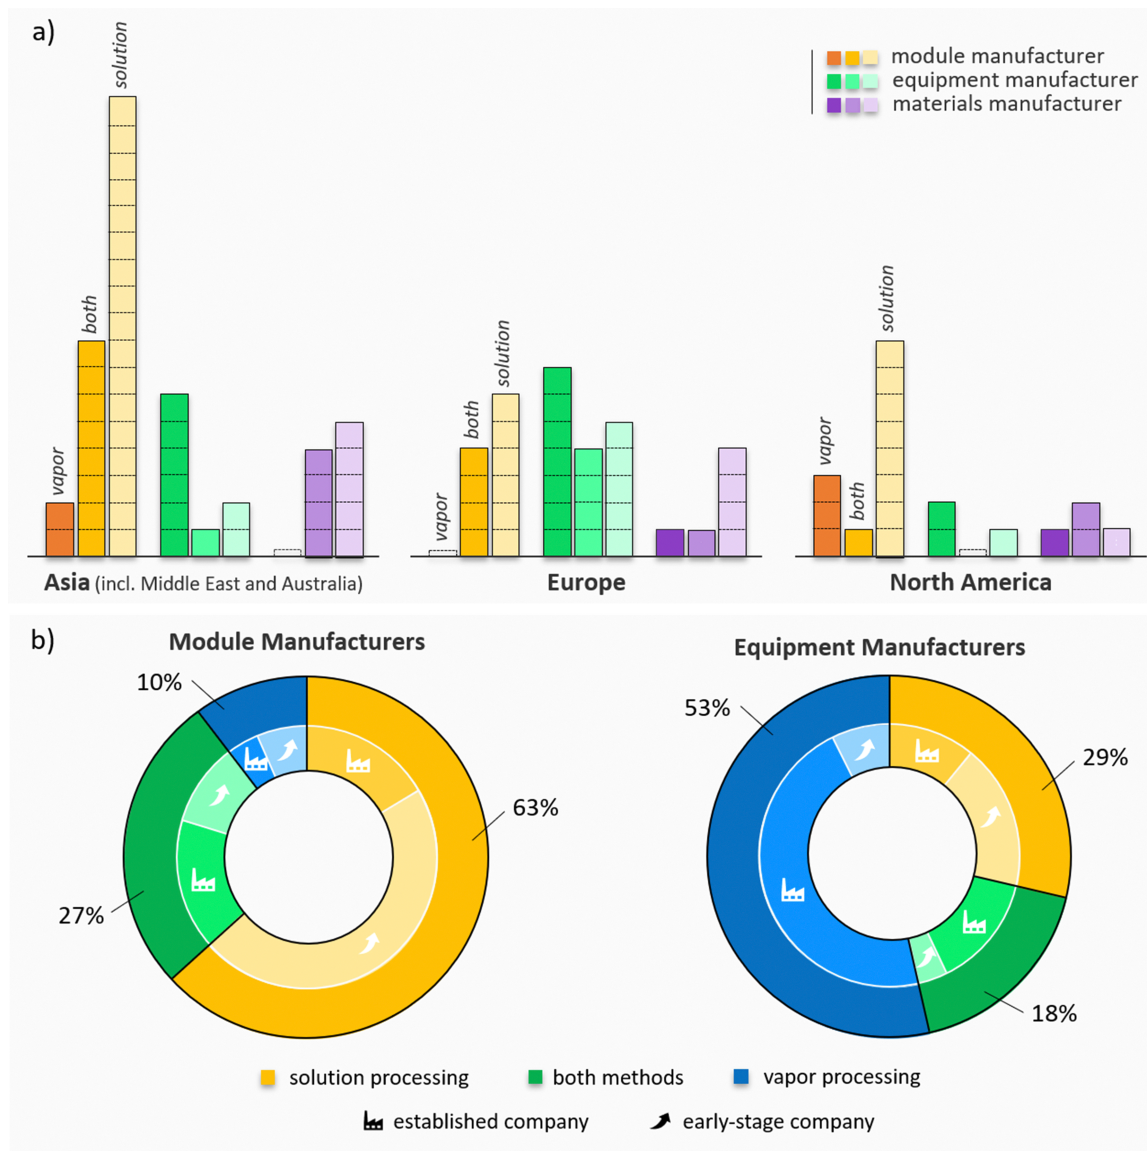 a)
module manufacturer
equipment manufacturer
materials manufacturer
vapor
both
solution
vapor
both
solution
vapor
both
solution
Asia (incl. Middle East and Australia)
Europe
North America
b)
Module Manufacturers
Equipment Manufacturers
10%
63%
27%
53%
29%
18%
solution processing
both methods
vapor processing
established company
early-stage company